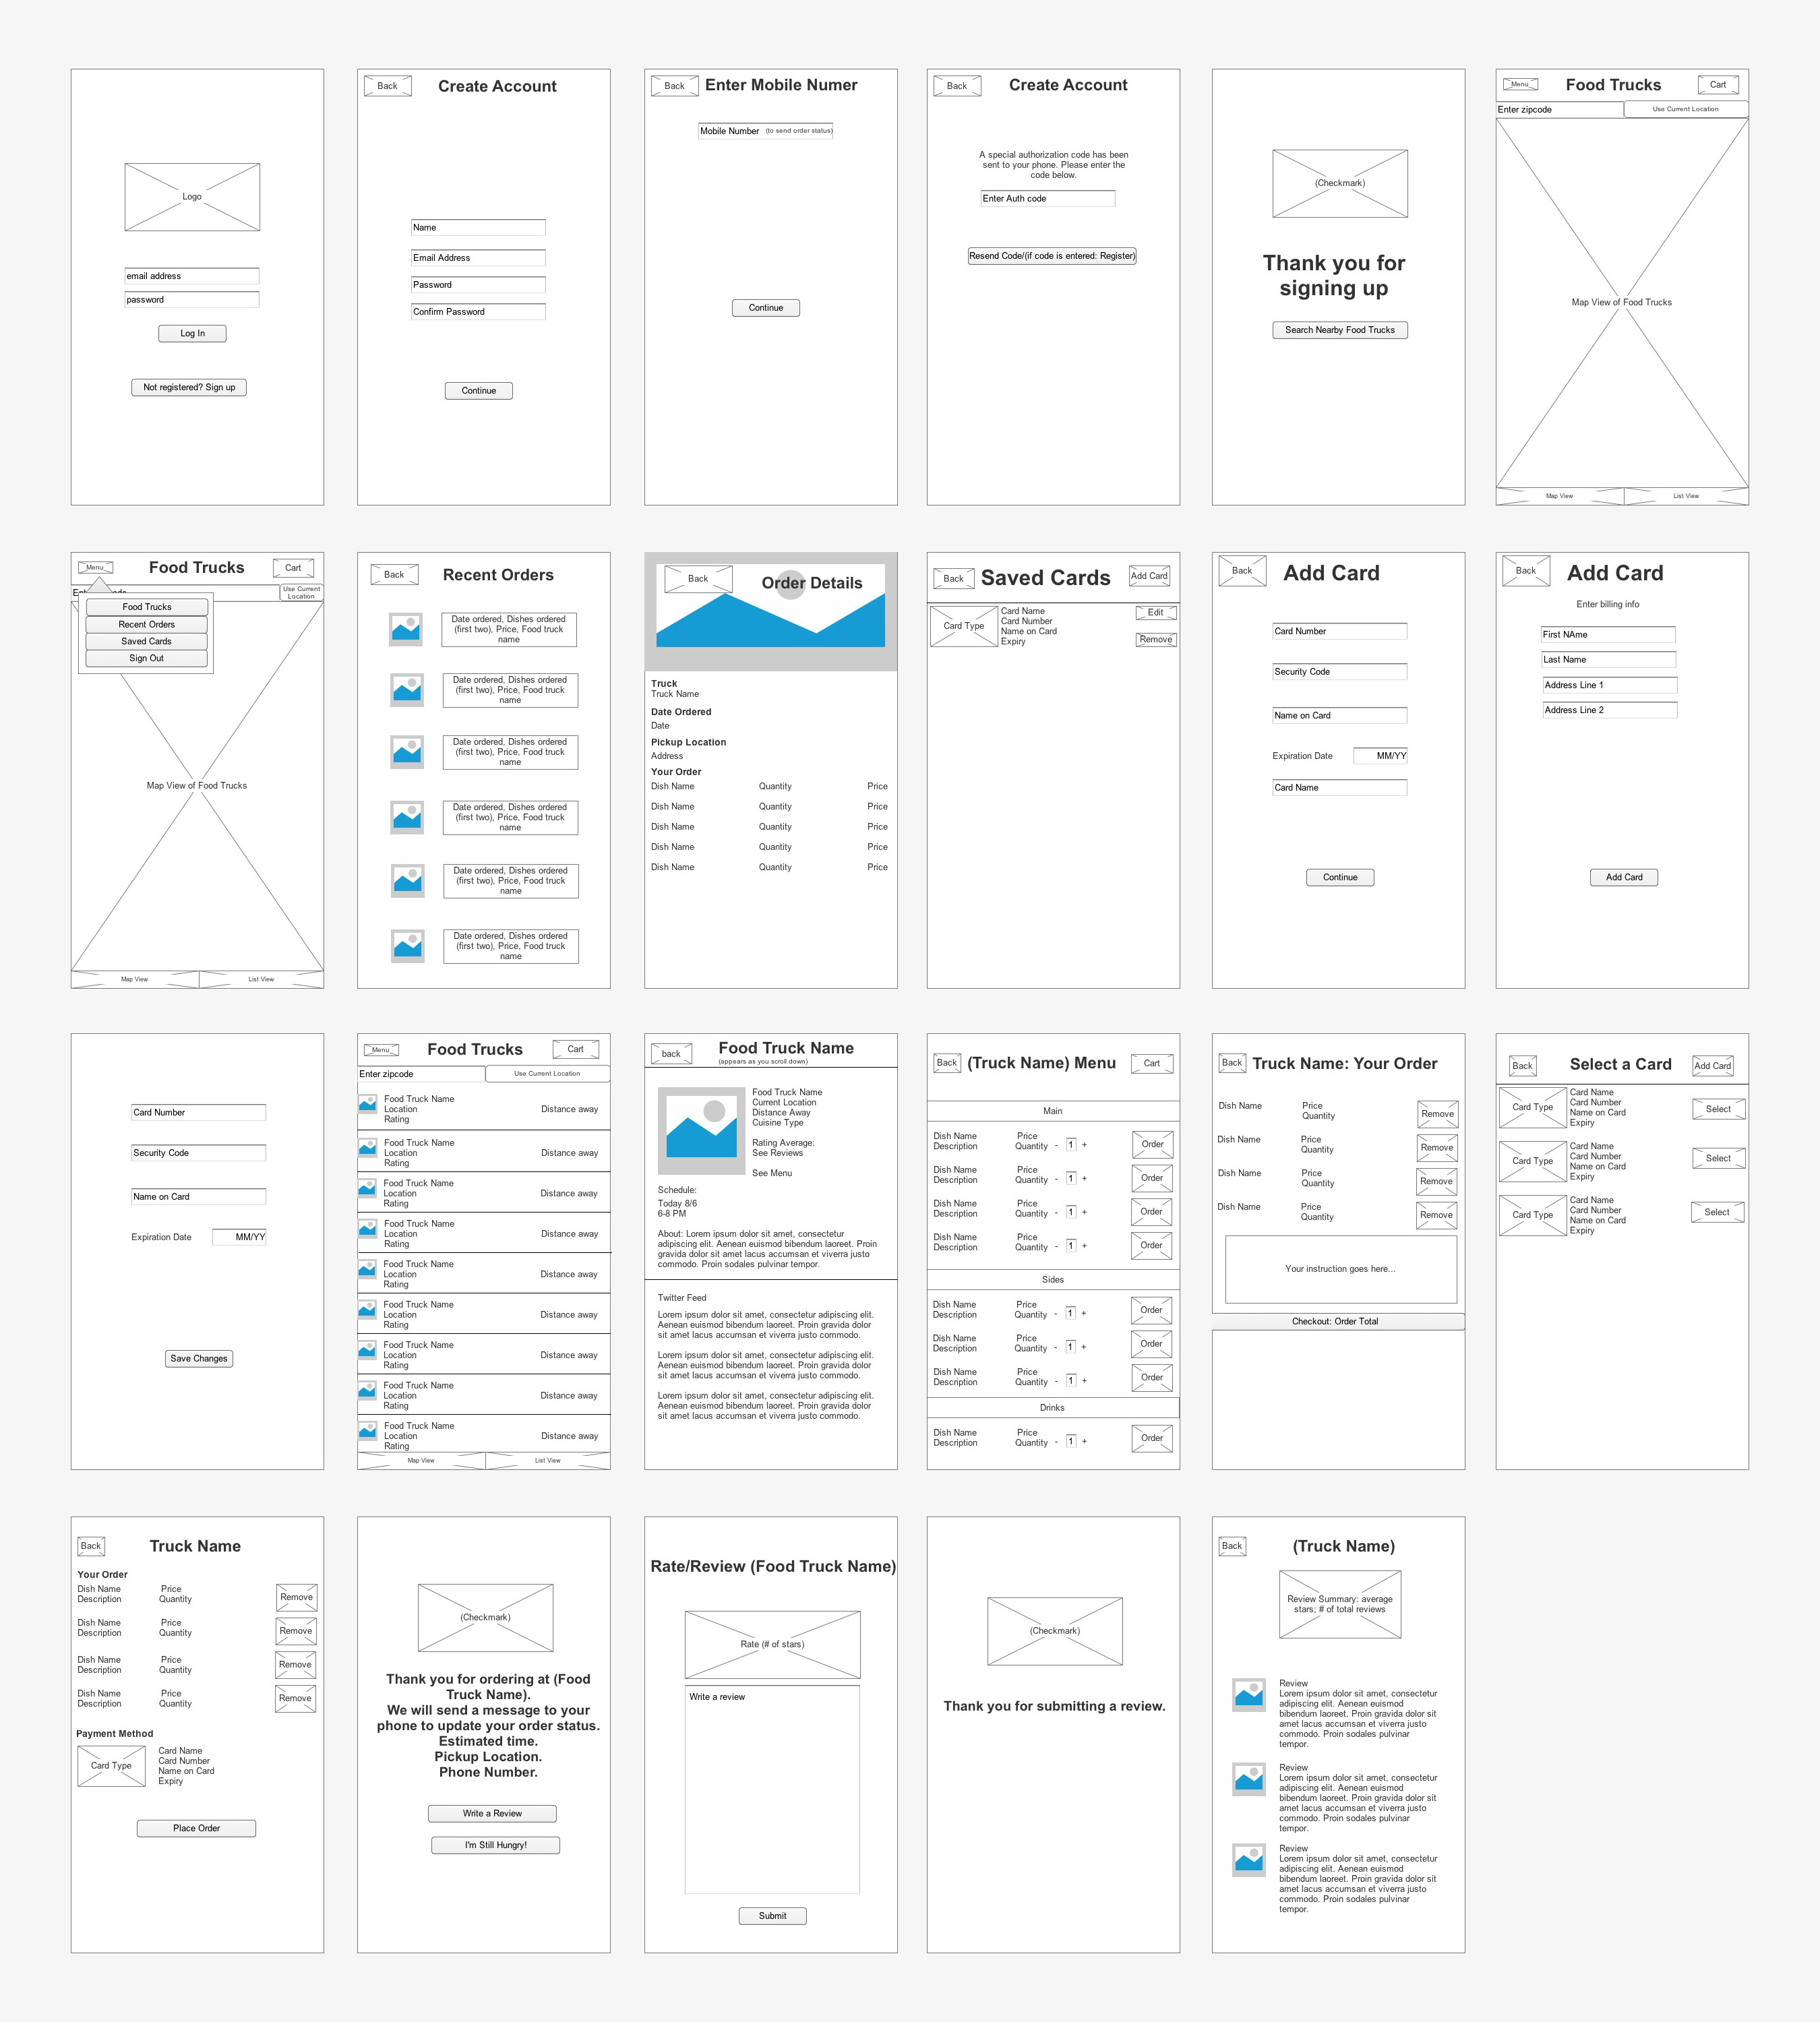 Logo
email address
password
Log In
Not registered? Sign up
Back
Create Account
Name
Email Address
Password
Confirm Password
Continue
Back
Enter Mobile Numer
Mobile Number (to send order status)
Continue
Back
Create Account
A special authorization code has been
sent to your phone. Please enter the
code below.
Enter Auth code
Resend Code/(if code is entered: Register)
(Checkmark)
Thank you for
signing up
Search Nearby Food Trucks
Menu
Food Trucks
Cart
Enter zipcode
Use Current Location
Map View of Food Trucks
Map View
List View
Menu
Food Trucks
Cart
Use Current
Location
Food Trucks
Recent Orders
Saved Cards
Sign Out
Map View of Food Trucks
Map View
List View
Back
Recent Orders
Date ordered, Dishes ordered
(first two), Price, Food truck
name
Date ordered, Dishes ordered
(first two), Price, Food truck
name
Date ordered, Dishes ordered
(first two), Price, Food truck
name
Date ordered, Dishes ordered
(first two), Price, Food truck
name
Date ordered, Dishes ordered
(first two), Price, Food truck
name
Date ordered, Dishes ordered
(first two), Price, Food truck
name
Back
Order Details
Truck
Truck Name
Date Ordered
Date
Pickup Location
Address
Your Order
Dish Name Quantity Price
Dish Name Quantity Price
Dish Name Quantity Price
Dish Name Quantity Price
Dish Name Quantity Price
Back
Saved Cards
Add Card
Card Type
Card Name
Card Number
Name on Card
Expiry
Edit
Remove
Back
Add Card
Card Number
Security Code
Name on Card
Expiration Date MM/YY
Card Name
Continue
Back
Add Card
Enter billing info
First NAme
Last Name
Address Line 1
Address Line 2
Add Card
Card Number
Security Code
Name on Card
Expiration Date MM/YY
Save Changes
Menu
Food Trucks
Cart
Enter zipcode
Use Current Location
Food Truck Name
Location
Rating
Distance away
Food Truck Name
Location
Rating
Distance away
Food Truck Name
Location
Rating
Distance away
Food Truck Name
Location
Rating
Distance away
Food Truck Name
Location
Rating
Distance away
Food Truck Name
Location
Rating
Distance away
Food Truck Name
Location
Rating
Distance away
Food Truck Name
Location
Rating
Distance away
Food Truck Name
Location
Rating
Distance away
Map View
List View
back
Food Truck Name
(appears as you scroll down)
Food Truck Name
Current Location
Distance Away
Cuisine Type
Rating Average:
See Reviews
See Menu
Schedule:
Today 8/6
6-8 PM
About: Lorem ipsum dolor sit amet, consectetur
adipiscing elit. Aenean euismod bibendum laoreet. Proin
gravida dolor sit amet lacus accumsan et viverra justo
commodo. Proin sodales pulvinar tempor.
Twitter Feed
Lorem ipsum dolor sit amet, consectetur adipiscing elit.
Aenean euismod bibendum laoreet. Proin gravida dolor
sit amet lacus accumsan et viverra justo commodo.
Lorem ipsum dolor sit amet, consectetur adipiscing elit.
Aenean euismod bibendum laoreet. Proin gravida dolor
sit amet lacus accumsan et viverra justo commodo.
Lorem ipsum dolor sit amet, consectetur adipiscing elit.
Aenean euismod bibendum laoreet. Proin gravida dolor
sit amet lacus accumsan et viverra justo commodo.
Back
(Truck Name) Menu
Cart
Main
Dish Name Price
Description Quantity - 1 +
Order
Dish Name Price
Description Quantity - 1 +
Order
Dish Name Price
Description Quantity - 1 +
Order
Dish Name Price
Description Quantity - 1 +
Order
Sides
Dish Name Price
Description Quantity - 1 +
Order
Dish Name Price
Description Quantity - 1 +
Order
Dish Name Price
Description Quantity - 1 +
Order
Drinks
Dish Name Price
Description Quantity - 1 +
Order
Back
Truck Name: Your Order
Dish Name Price
Quantity
Remove
Dish Name Price
Quantity
Remove
Dish Name Price
Quantity
Remove
Dish Name Price
Quantity
Remove
Your instruction goes here...
Checkout: Order Total
Back
Select a Card
Add Card
Card Type
Card Name
Card Number
Name on Card
Expiry
Select
Card Type
Card Name
Card Number
Name on Card
Expiry
Select
Card Type
Card Name
Card Number
Name on Card
Expiry
Select
Back
Truck Name
Your Order
Dish Name Price
Description Quantity
Remove
Dish Name Price
Description Quantity
Remove
Dish Name Price
Description Quantity
Remove
Dish Name Price
Description Quantity
Remove
Payment Method
Card Type
Card Name
Card Number
Name on Card
Expiry
Place Order
(Checkmark)
Thank you for ordering at (Food
Truck Name).
We will send a message to your
phone to update your order status.
Estimated time.
Pickup Location.
Phone Number.
Write a Review
I'm Still Hungry!
Rate/Review (Food Truck Name)
Rate (# of stars)
Write a review
Submit
(Checkmark)
Thank you for submitting a review.
Back
(Truck Name)
Review Summary: average
stars; # of total reviews
Review
Lorem ipsum dolor sit amet, consectetur
adipiscing elit. Aenean euismod
bibendum laoreet. Proin gravida dolor sit
amet lacus accumsan et viverra justo
commodo. Proin sodales pulvinar
tempor.
Review
Lorem ipsum dolor sit amet, consectetur
adipiscing elit. Aenean euismod
bibendum laoreet. Proin gravida dolor sit
amet lacus accumsan et viverra justo
commodo. Proin sodales pulvinar
tempor.
Review
Lorem ipsum dolor sit amet, consectetur
adipiscing elit. Aenean euismod
bibendum laoreet. Proin gravida dolor sit
amet lacus accumsan et viverra justo
commodo. Proin sodales pulvinar
tempor.